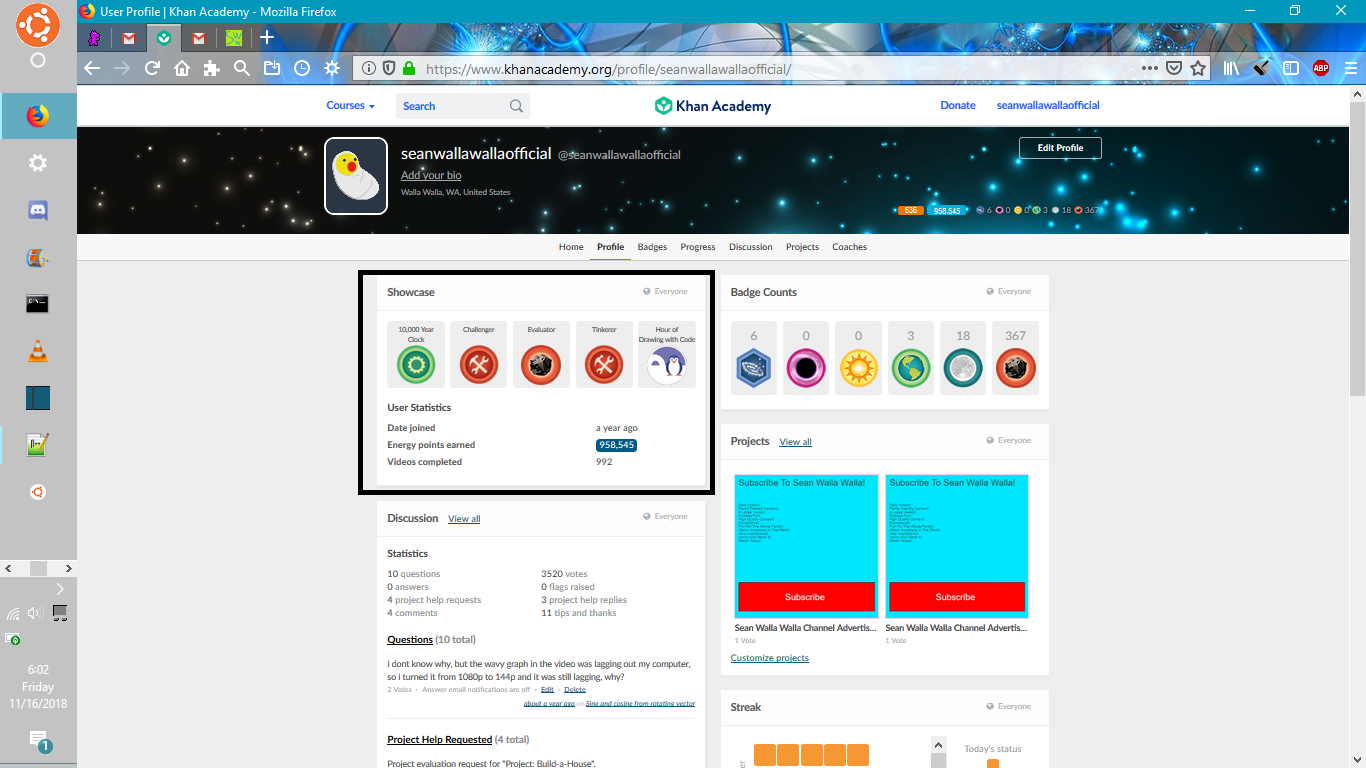 User Profile | Khan Academy - Mozilla Firefox
https://www.khanacademy.org/profile/seanwallawallaofficial/
ABP
Courses
Search
Khan Academy
Donate
seanwallawallaofficial
seanwallawallaofficial @seanwallawallaofficial
Edit Profile
Add your bio
Walla Walla, WA, United States
536 958,545 6 0 0 3 18 367
Home Profile Badges Progress Discussion Projects Coaches
Showcase Everyone
10,000 Year Clock
Challenger
Evaluator
Tinkerer
Hour of Drawing with Code
User Statistics
Date joined a year ago
Energy points earned 958,545
Videos completed 992
Badge Counts Everyone
6 0 0 3 18 367
Discussion View all Everyone
Statistics
10 questions 3520 votes
0 answers 0 flags raised
4 project help requests 3 project help replies
4 comments 11 tips and thanks
Questions (10 total)
i dont know why, but the wavy graph in the video was lagging out my computer,
so i turned it from 1080p to 144p and it was still lagging, why?
2 Votes • Answer email notifications are off • Edit • Delete
about a year ago on Sine and cosine from rotating vector
Project Help Requested (4 total)
Project evaluation request for "Project: Build-a-House".
Projects View all Everyone
Subscribe To Sean Walla Walla!
Subscribe
Sean Walla Walla Channel Advertis...
1 Vote
Subscribe To Sean Walla Walla!
Subscribe
Sean Walla Walla Channel Advertis...
1 Vote
Customize projects
Streak Everyone
Today's status
6:02
Friday
11/16/2018
1